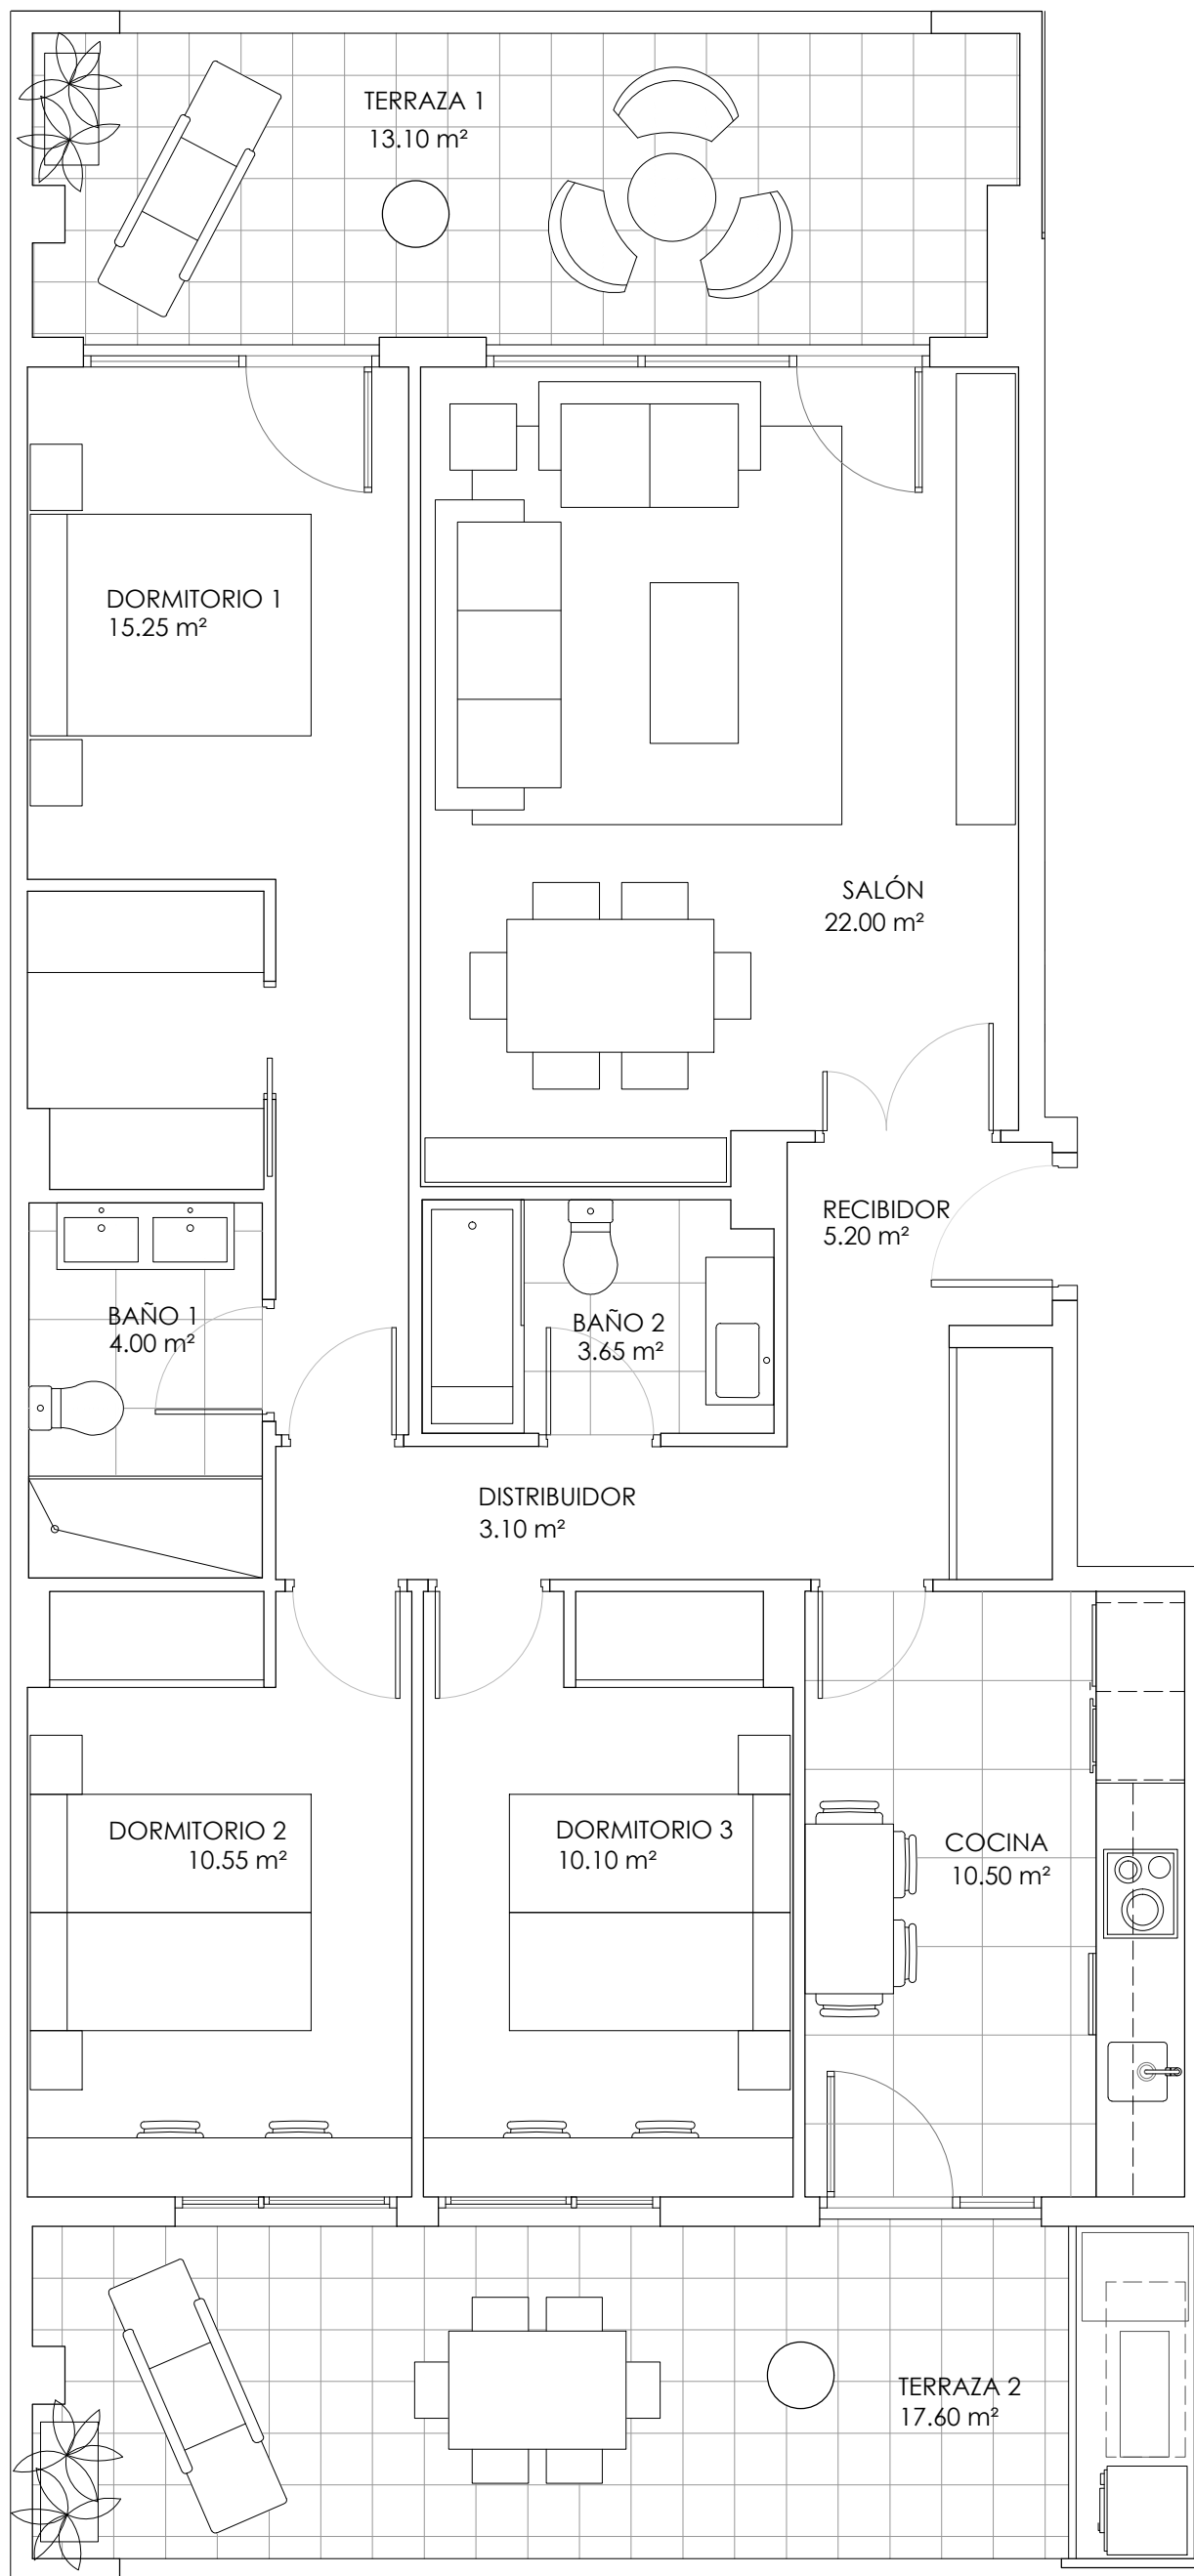 TERRAZA 1
13.10 m²
DORMITORIO 1
15.25 m²
SALÓN
22.00 m²
RECIBIDOR
5.20 m²
BAÑO 1
4.00 m²
BAÑO 2
3.65 m²
DISTRIBUIDOR
3.10 m²
DORMITORIO 2
10.55 m²
DORMITORIO 3
10.10 m²
COCINA
10.50 m²
TERRAZA 2
17.60 m²